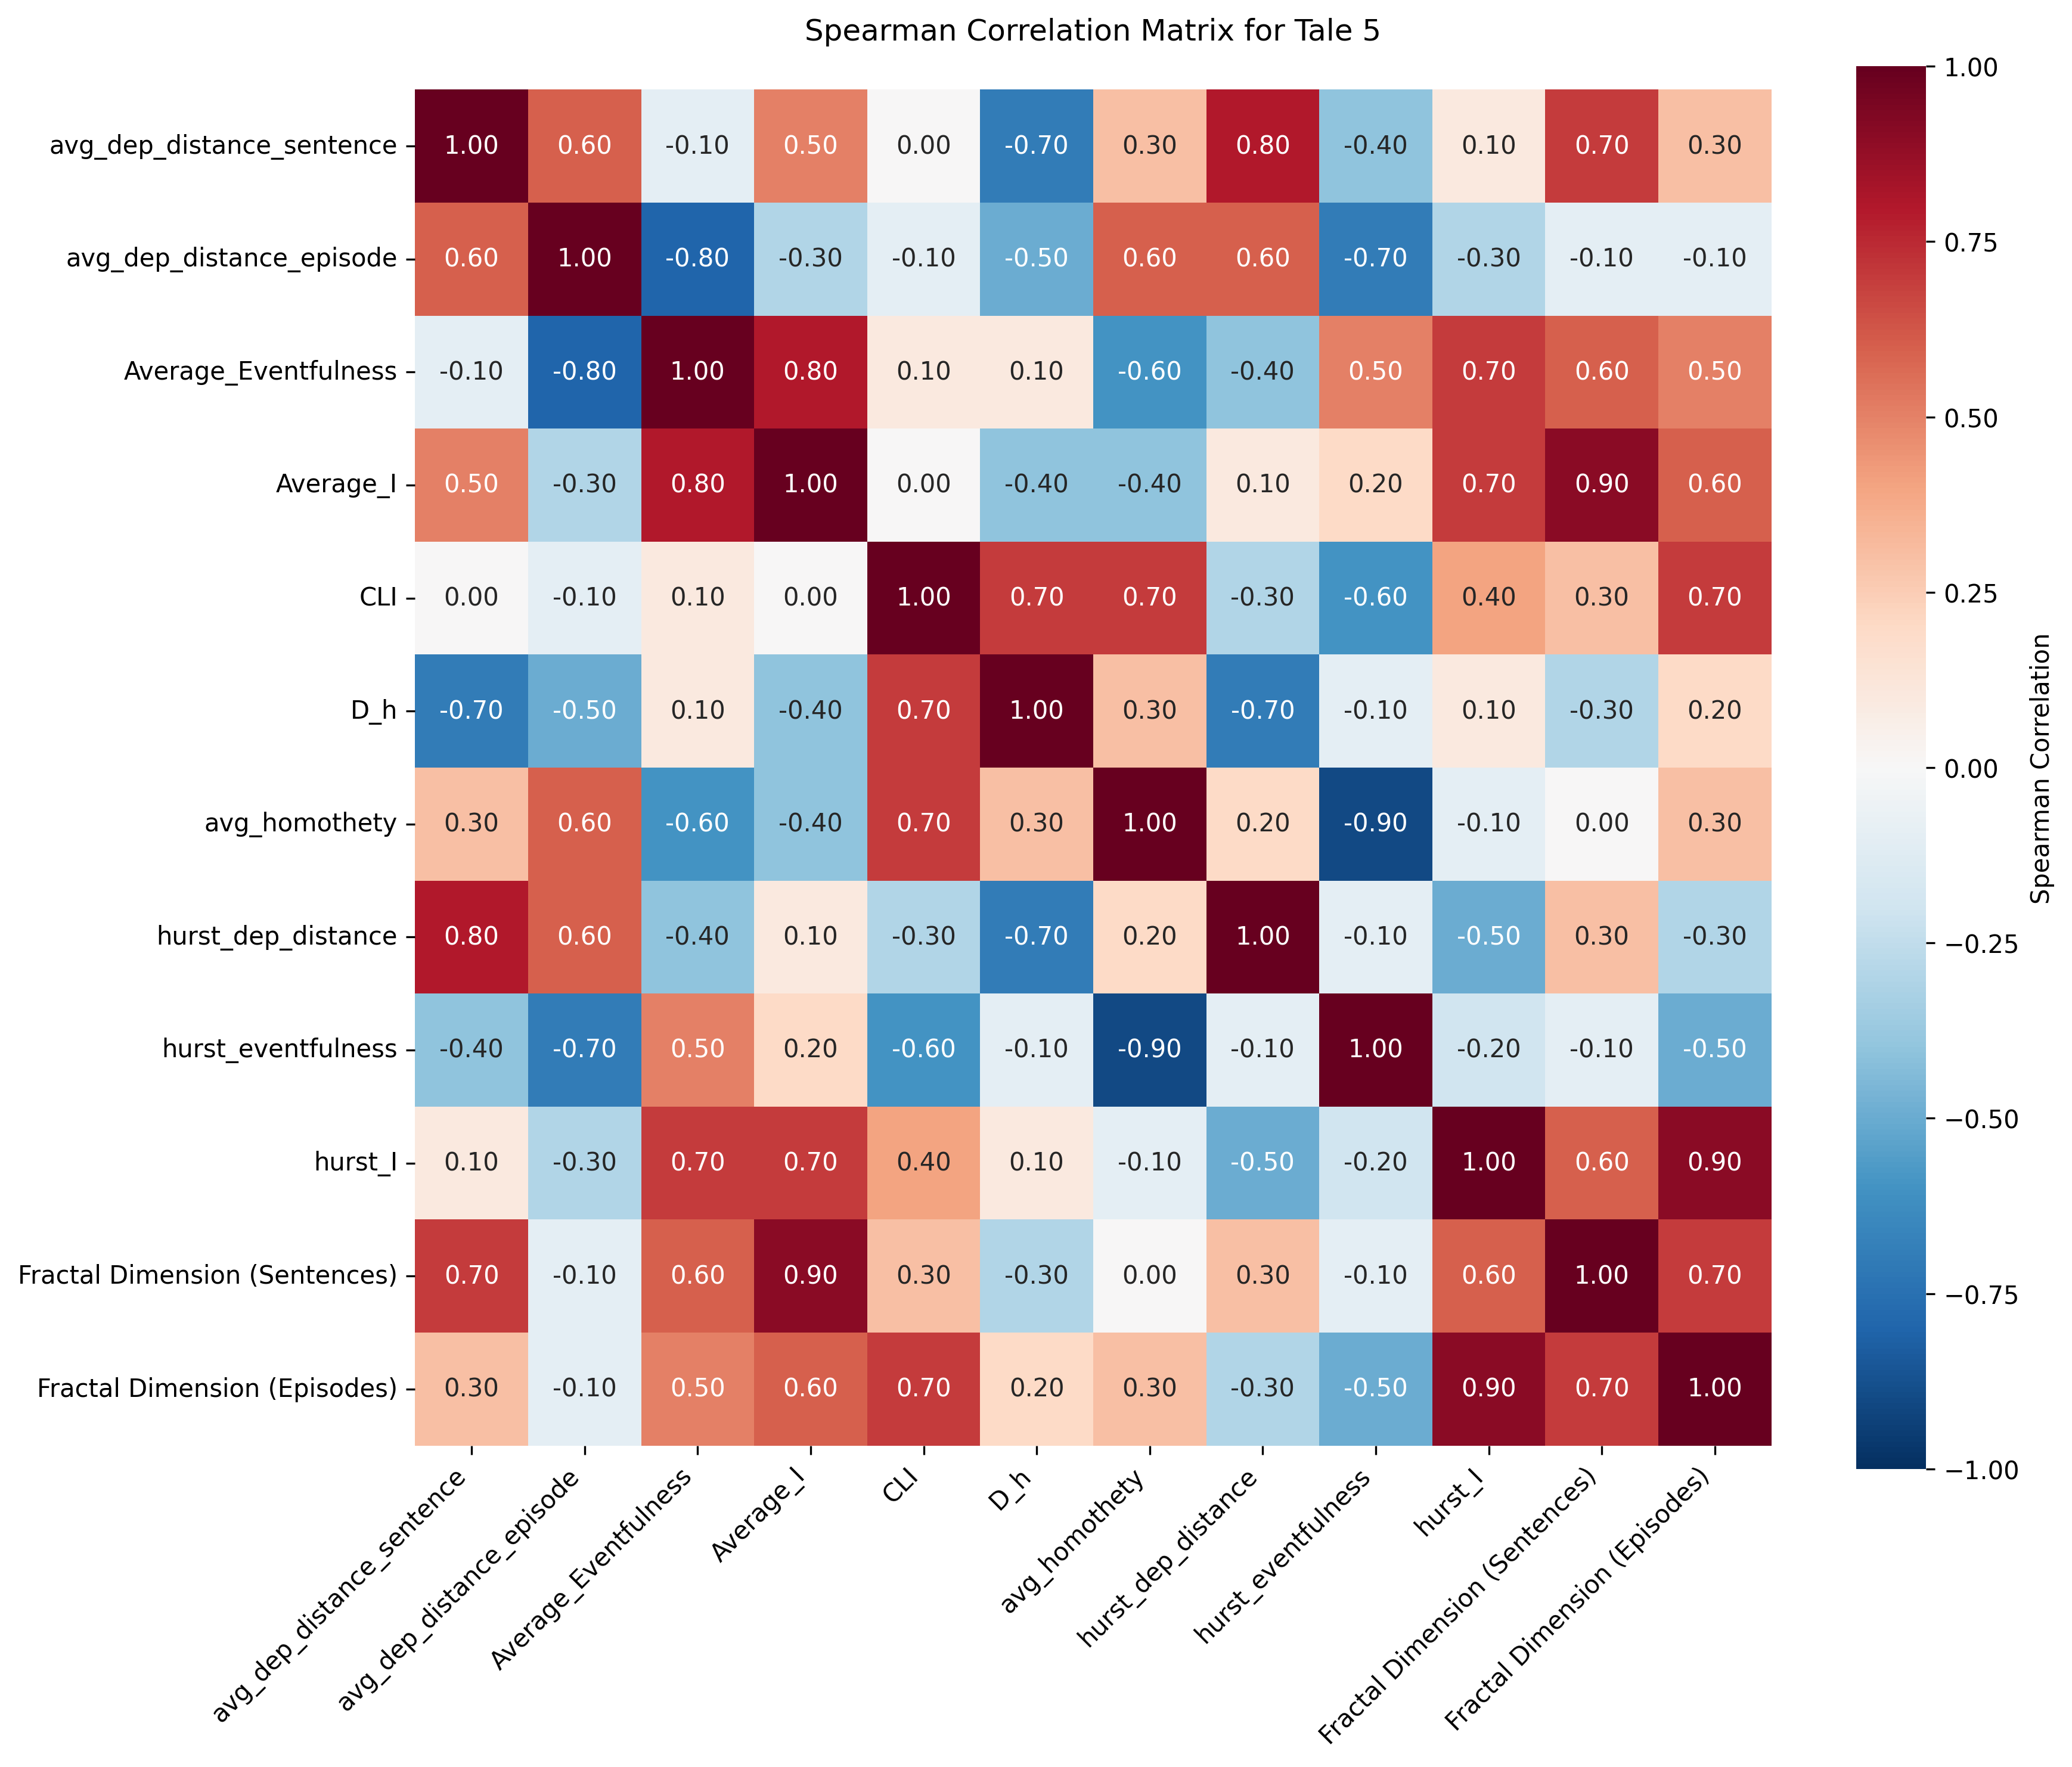 Spearman Correlation Matrix for Tale 5
avg_dep_distance_sentence 1.00 0.60 -0.10 0.50 0.00 -0.70 0.30 0.80 -0.40 0.10 0.70 0.30
avg_dep_distance_episode 0.60 1.00 -0.80 -0.30 -0.10 -0.50 0.60 0.60 -0.70 -0.30 -0.10 -0.10
Average_Eventfulness -0.10 -0.80 1.00 0.80 0.10 0.10 -0.60 -0.40 0.50 0.70 0.60 0.50
Average_I 0.50 -0.30 0.80 1.00 0.00 -0.40 -0.40 0.10 0.20 0.70 0.90 0.60
CLI 0.00 -0.10 0.10 0.00 1.00 0.70 0.70 -0.30 -0.60 0.40 0.30 0.70
D_h -0.70 -0.50 0.10 -0.40 0.70 1.00 0.30 -0.70 -0.10 0.10 -0.30 0.20
avg_homothety 0.30 0.60 -0.60 -0.40 0.70 0.30 1.00 0.20 -0.90 -0.10 0.00 0.30
hurst_dep_distance 0.80 0.60 -0.40 0.10 -0.30 -0.70 0.20 1.00 -0.10 -0.50 0.30 -0.30
hurst_eventfulness -0.40 -0.70 0.50 0.20 -0.60 -0.10 -0.90 -0.10 1.00 -0.20 -0.10 -0.50
hurst_I 0.10 -0.30 0.70 0.70 0.40 0.10 -0.10 -0.50 -0.20 1.00 0.60 0.90
Fractal Dimension (Sentences) 0.70 -0.10 0.60 0.90 0.30 -0.30 0.00 0.30 -0.10 0.60 1.00 0.70
Fractal Dimension (Episodes) 0.30 -0.10 0.50 0.60 0.70 0.20 0.30 -0.30 -0.50 0.90 0.70 1.00
avg_dep_distance_sentence
avg_dep_distance_episode
Average_Eventfulness
Average_I
CLI
D_h
avg_homothety
hurst_dep_distance
hurst_eventfulness
hurst_I
Fractal Dimension (Sentences)
Fractal Dimension (Episodes)
1.00
0.75
0.50
0.25
0.00
−0.25
−0.50
−0.75
−1.00
Spearman Correlation